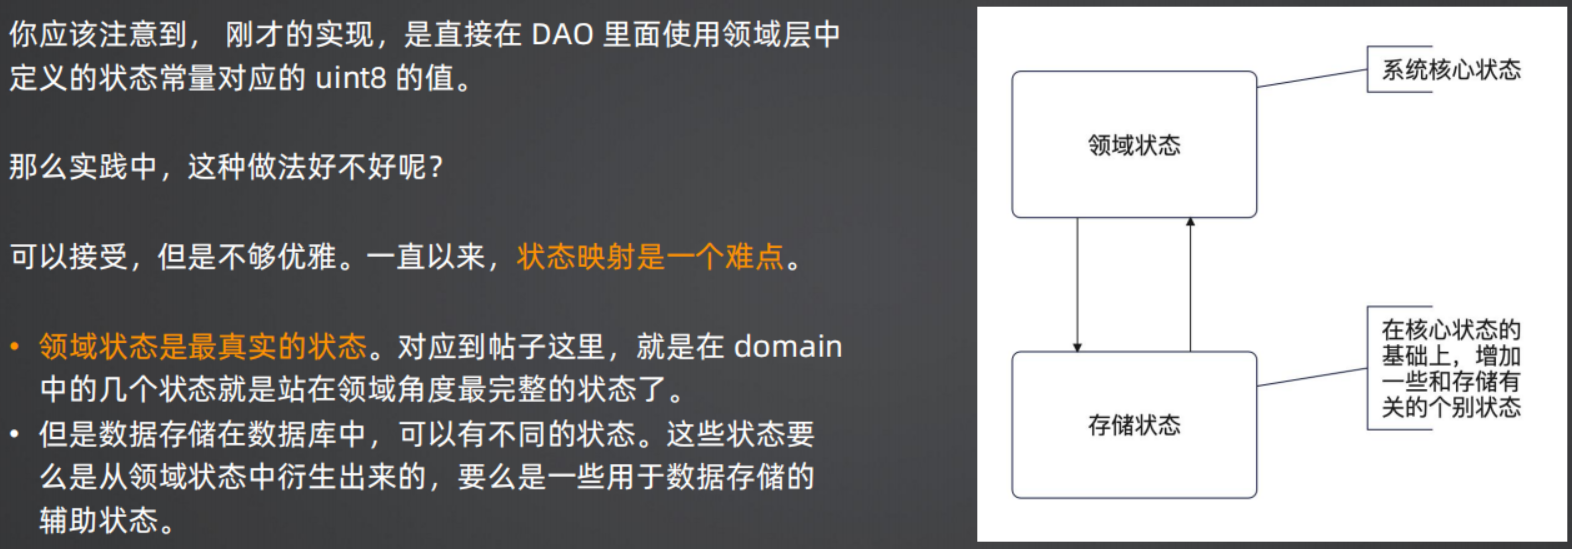 你应该注意到， 刚才的实现，是直接在 DAO 里面使用领域层中
定义的状态常量对应的 uint8 的值。
那么实践中，这种做法好不好呢？
可以接受，但是不够优雅。一直以来，状态映射是一个难点。
• 领域状态是最真实的状态。对应到帖子这里，就是在 domain
中的几个状态就是站在领域角度最完整的状态了。
• 但是数据存储在数据库中，可以有不同的状态。这些状态要
么是从领域状态中衍生出来的，要么是一些用于数据存储的
辅助状态。
系统核心状态
领域状态
在核心状态的
基础上，增加
一些和存储有
关的个别状态
存储状态